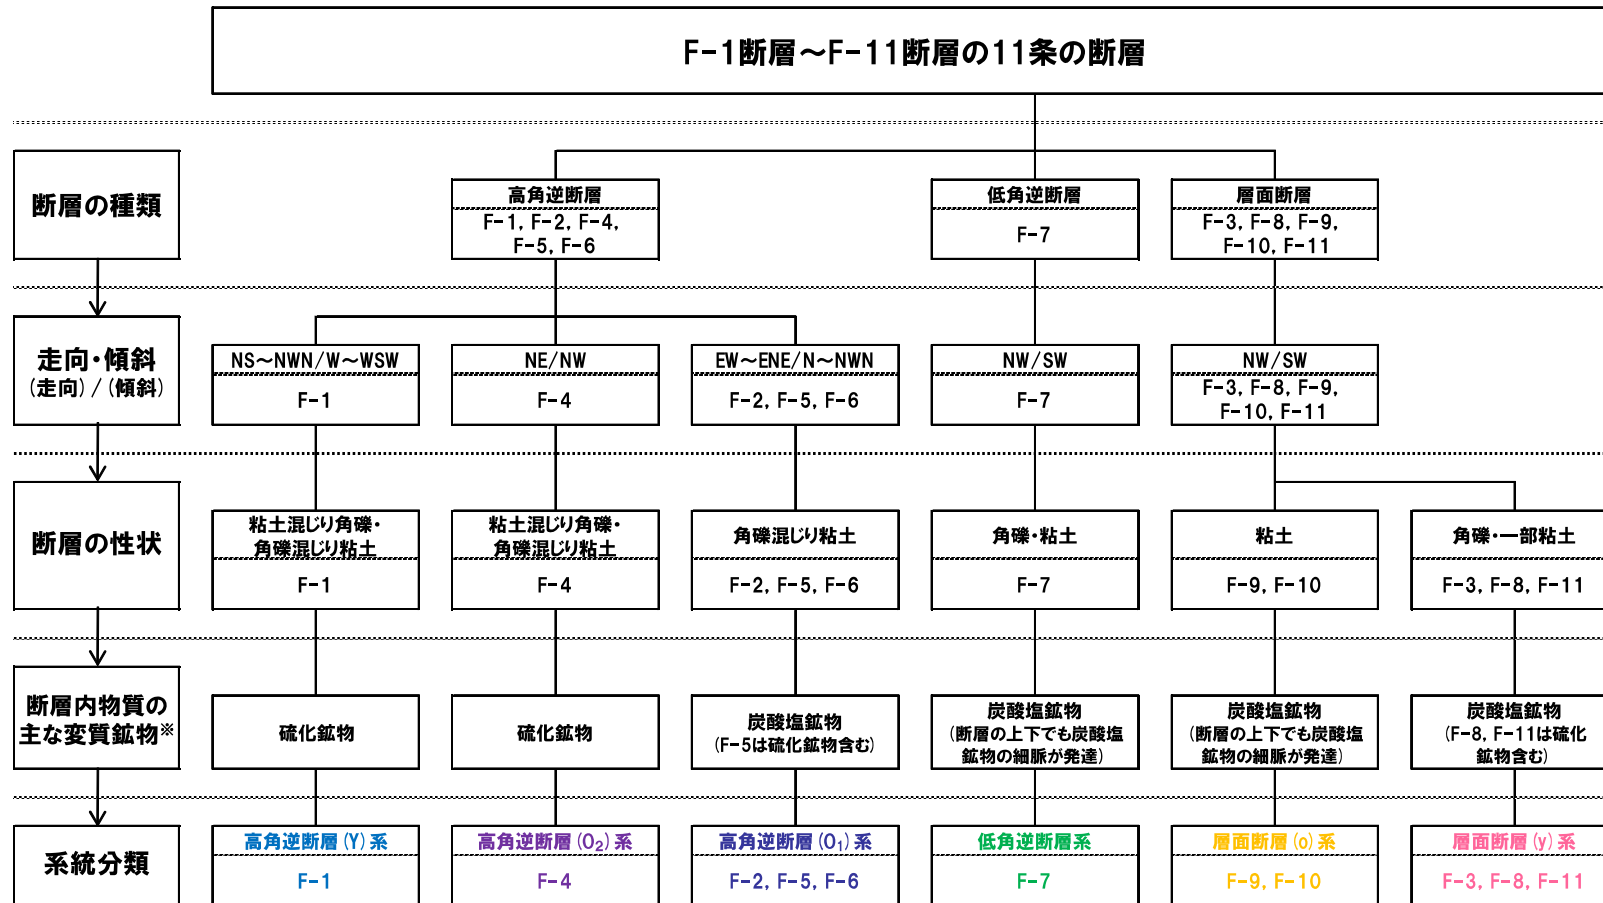 F-1断層～F-11断層の11条の断層
断層の種類
高角逆断層
F-1, F-2, F-4,
F-5, F-6
低角逆断層
F-7
層面断層
F-3, F-8, F-9,
F-10, F-11
走向・傾斜
(走向)/(傾斜)
NS～NWN/W～WSW
F-1
NE/NW
F-4
EW～ENE/N～NWN
F-2, F-5, F-6
NW/SW
F-7
NW/SW
F-3, F-8, F-9,
F-10, F-11
断層の性状
粘土混じり角礫・
角礫混じり粘土
F-1
粘土混じり角礫・
角礫混じり粘土
F-4
角礫混じり粘土
F-2, F-5, F-6
角礫・粘土
F-7
粘土
F-9, F-10
角礫・一部粘土
F-3, F-8, F-11
断層内物質の
主な変質鉱物※
硫化鉱物
硫化鉱物
炭酸塩鉱物
(F-5は硫化鉱物含む)
炭酸塩鉱物
(断層の上下でも炭酸塩
鉱物の細脈が発達)
炭酸塩鉱物
(断層の上下でも炭酸塩
鉱物の細脈が発達)
炭酸塩鉱物
(F-8, F-11は硫化
鉱物含む)
系統分類
高角逆断層(Y)系
F-1
高角逆断層(O₂)系
F-4
高角逆断層(O₁)系
F-2, F-5, F-6
低角逆断層系
F-7
層面断層(o)系
F-9, F-10
層面断層(y)系
F-3, F-8, F-11